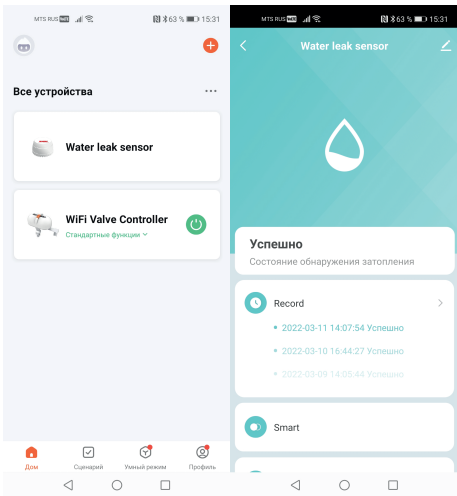 MTS RUS 63 % 15:31
Все устройства
Water leak sensor
WiFi Valve Controller
Стандартные функции
Дом
Сценарий
Умный режим
Профиль
MTS RUS 63 % 15:31
Water leak sensor
Успешно
Состояние обнаружения затопления
Record
2022-03-11 14:07:54 Успешно
2022-03-10 16:44:27 Успешно
2022-03-09 14:05:44 Успешно
Smart